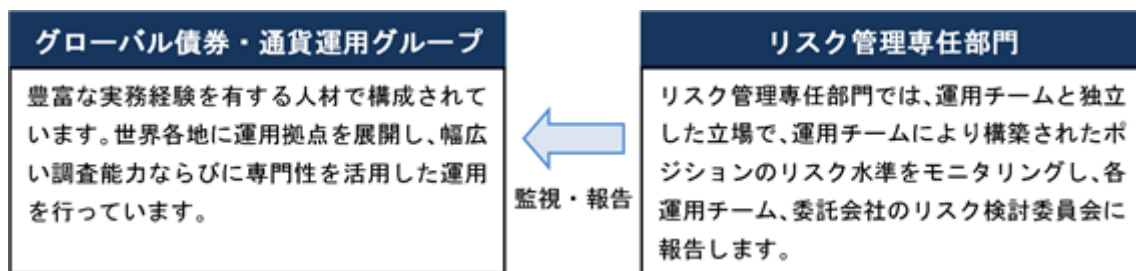 グローバル債券・通貨運用グループ
豊富な実務経験を有する人材で構成されて
います。世界各地に運用拠点を展開し、幅広
い調査能力ならびに専門性を活用した運用
を行っています。
監視・報告
リスク管理専任部門
リスク管理専任部門では、運用チームと独立
した立場で、運用チームにより構築されたポ
ジションのリスク水準をモニタリングし、各
運用チーム、委託会社のリスク検討委員会に
報告します。